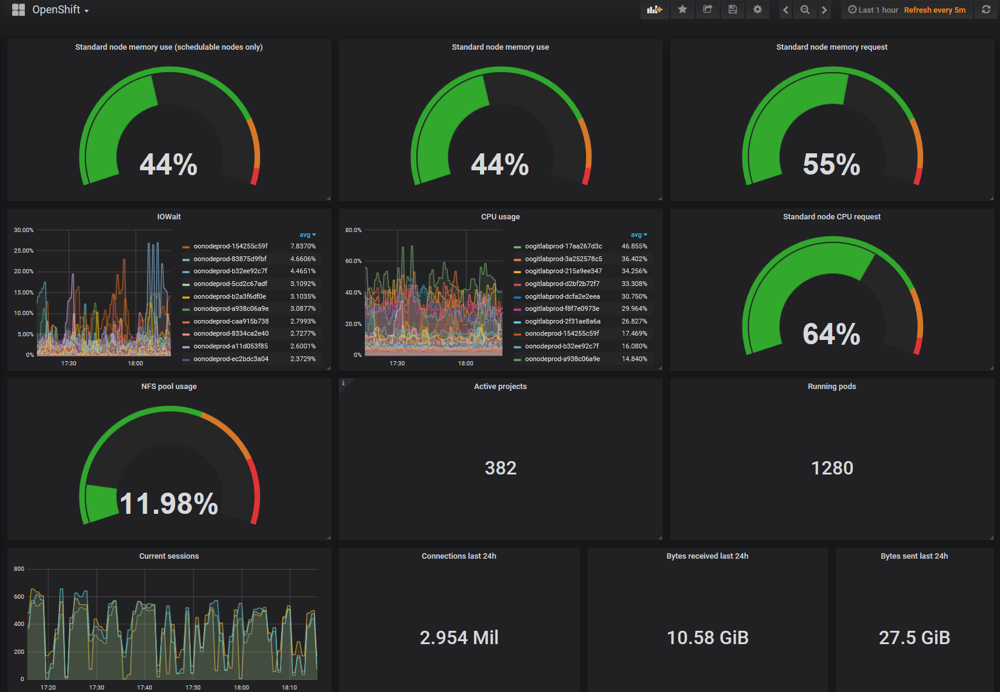 OpenShift
Last 1 hour Refresh every 5m
Standard node memory use (schedulable nodes only)
44%
Standard node memory use
44%
Standard node memory request
55%
IOWait
30.00%
25.00%
20.00%
15.00%
10.00%
5.00%
0%
17:30 18:00
avg
oonodeprod-154255c59f 7.8370%
oonodeprod-83875d9fbf 4.6606%
oonodeprod-b32ee92c7f 4.4651%
oonodeprod-5cd2c67adf 3.1092%
oonodeprod-b2a3f6df0e 3.1035%
oonodeprod-a938c06a9e 3.0877%
oonodeprod-caa915b738 2.7993%
oonodeprod-8334ca2e40 2.7277%
oonodeprod-a11d053f85 2.6001%
oonodeprod-ec2bdc3a04 2.3729%
CPU usage
80.0%
60.0%
40.0%
20.0%
0%
17:30 18:00
avg
oogitlabprod-17aa267d3c 46.855%
oogitlabprod-3a252578c5 36.402%
oogitlabprod-215a9ee347 34.256%
oogitlabprod-d2bf2b72f7 33.308%
oogitlabprod-dcfa2e2eea 30.750%
oogitlabprod-f8f7e0973e 29.964%
oogitlabprod-2f31ae8a6a 26.827%
oonodeprod-154255c59f 17.469%
oonodeprod-b32ee92c7f 16.080%
oonodeprod-a938c06a9e 14.840%
Standard node CPU request
64%
NFS pool usage
11.98%
i
Active projects
382
Running pods
1280
Current sessions
800
600
400
200
0
17:20 17:30 17:40 17:50 18:00 18:10
Connections last 24h
2.954 Mil
Bytes received last 24h
10.58 GiB
Bytes sent last 24h
27.5 GiB